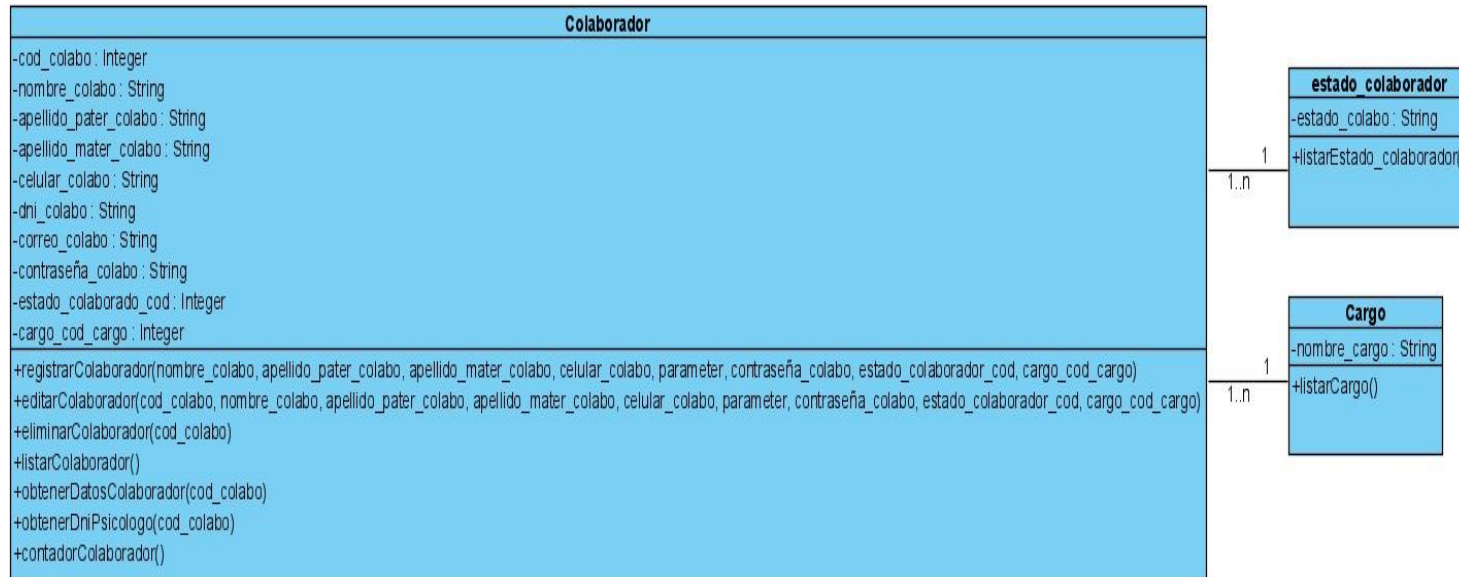 Colaborador
-cod_colabo : Integer
-nombre_colabo : String
-apellido_pater_colabo : String
-apellido_mater_colabo : String
-celular_colabo : String
-dni_colabo : String
-correo_colabo : String
-contraseña_colabo : String
-estado_colaborado_cod : Integer
-cargo_cod_cargo : Integer
+registrarColaborador(nombre_colabo, apellido_pater_colabo, apellido_mater_colabo, celular_colabo, parameter, contraseña_colabo, estado_colaborador_cod, cargo_cod_cargo)
+editarColaborador(cod_colabo, nombre_colabo, apellido_pater_colabo, apellido_mater_colabo, celular_colabo, parameter, contraseña_colabo, estado_colaborador_cod, cargo_cod_cargo)
+eliminarColaborador(cod_colabo)
+listarColaborador()
+obtenerDatosColaborador(cod_colabo)
+obtenerDniPsicologo(cod_colabo)
+contadorColaborador()
1
1..n
estado_colaborador
-estado_colabo : String
+listarEstado_colaborador(
1
1..n
Cargo
-nombre_cargo : String
+listarCargo()